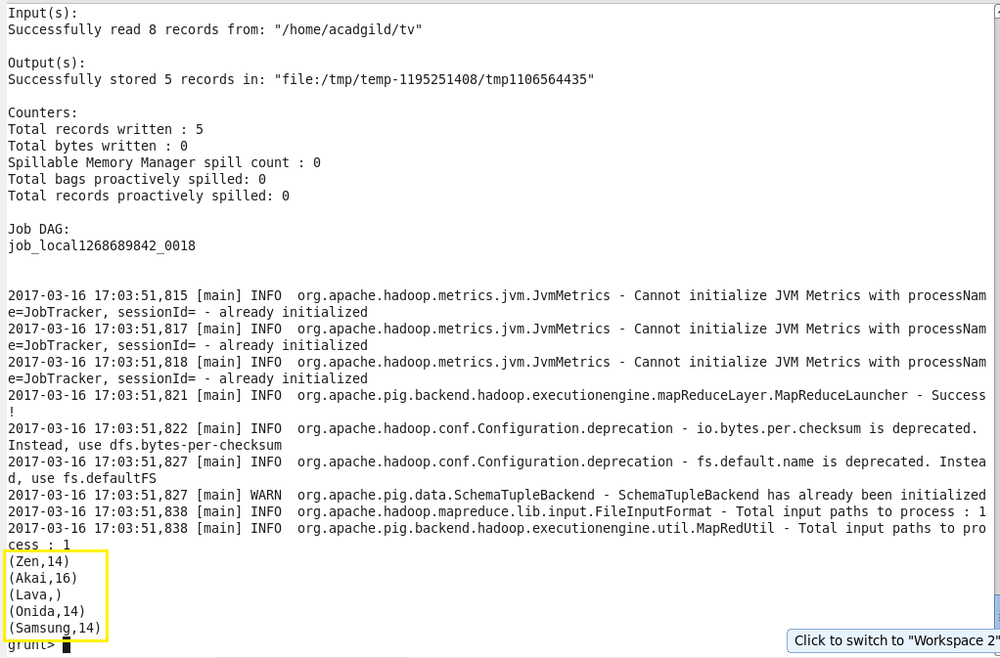 Input(s):
Successfully read 8 records from: "/home/acadgild/tv"
Output(s):
Successfully stored 5 records in: "file:/tmp/temp-1195251408/tmp1106564435"
Counters:
Total records written : 5
Total bytes written : 0
Spillable Memory Manager spill count : 0
Total bags proactively spilled: 0
Total records proactively spilled: 0
Job DAG:
job_local1268689842_0018
2017-03-16 17:03:51,815 [main] INFO  org.apache.hadoop.metrics.jvm.JvmMetrics - Cannot initialize JVM Metrics with processNam
e=JobTracker, sessionId= - already initialized
2017-03-16 17:03:51,817 [main] INFO  org.apache.hadoop.metrics.jvm.JvmMetrics - Cannot initialize JVM Metrics with processNam
e=JobTracker, sessionId= - already initialized
2017-03-16 17:03:51,818 [main] INFO  org.apache.hadoop.metrics.jvm.JvmMetrics - Cannot initialize JVM Metrics with processNam
e=JobTracker, sessionId= - already initialized
2017-03-16 17:03:51,821 [main] INFO  org.apache.pig.backend.hadoop.executionengine.mapReduceLayer.MapReduceLauncher - Success
!
2017-03-16 17:03:51,822 [main] INFO  org.apache.hadoop.conf.Configuration.deprecation - io.bytes.per.checksum is deprecated.
Instead, use dfs.bytes-per-checksum
2017-03-16 17:03:51,827 [main] INFO  org.apache.hadoop.conf.Configuration.deprecation - fs.default.name is deprecated. Instea
d, use fs.defaultFS
2017-03-16 17:03:51,827 [main] WARN  org.apache.pig.data.SchemaTupleBackend - SchemaTupleBackend has already been initialized
2017-03-16 17:03:51,838 [main] INFO  org.apache.hadoop.mapreduce.lib.input.FileInputFormat - Total input paths to process : 1
2017-03-16 17:03:51,838 [main] INFO  org.apache.pig.backend.hadoop.executionengine.util.MapRedUtil - Total input paths to pro
cess : 1
(Zen,14)
(Akai,16)
(Lava,)
(Onida,14)
(Samsung,14)
grunt>
Click to switch to "Workspace 2"